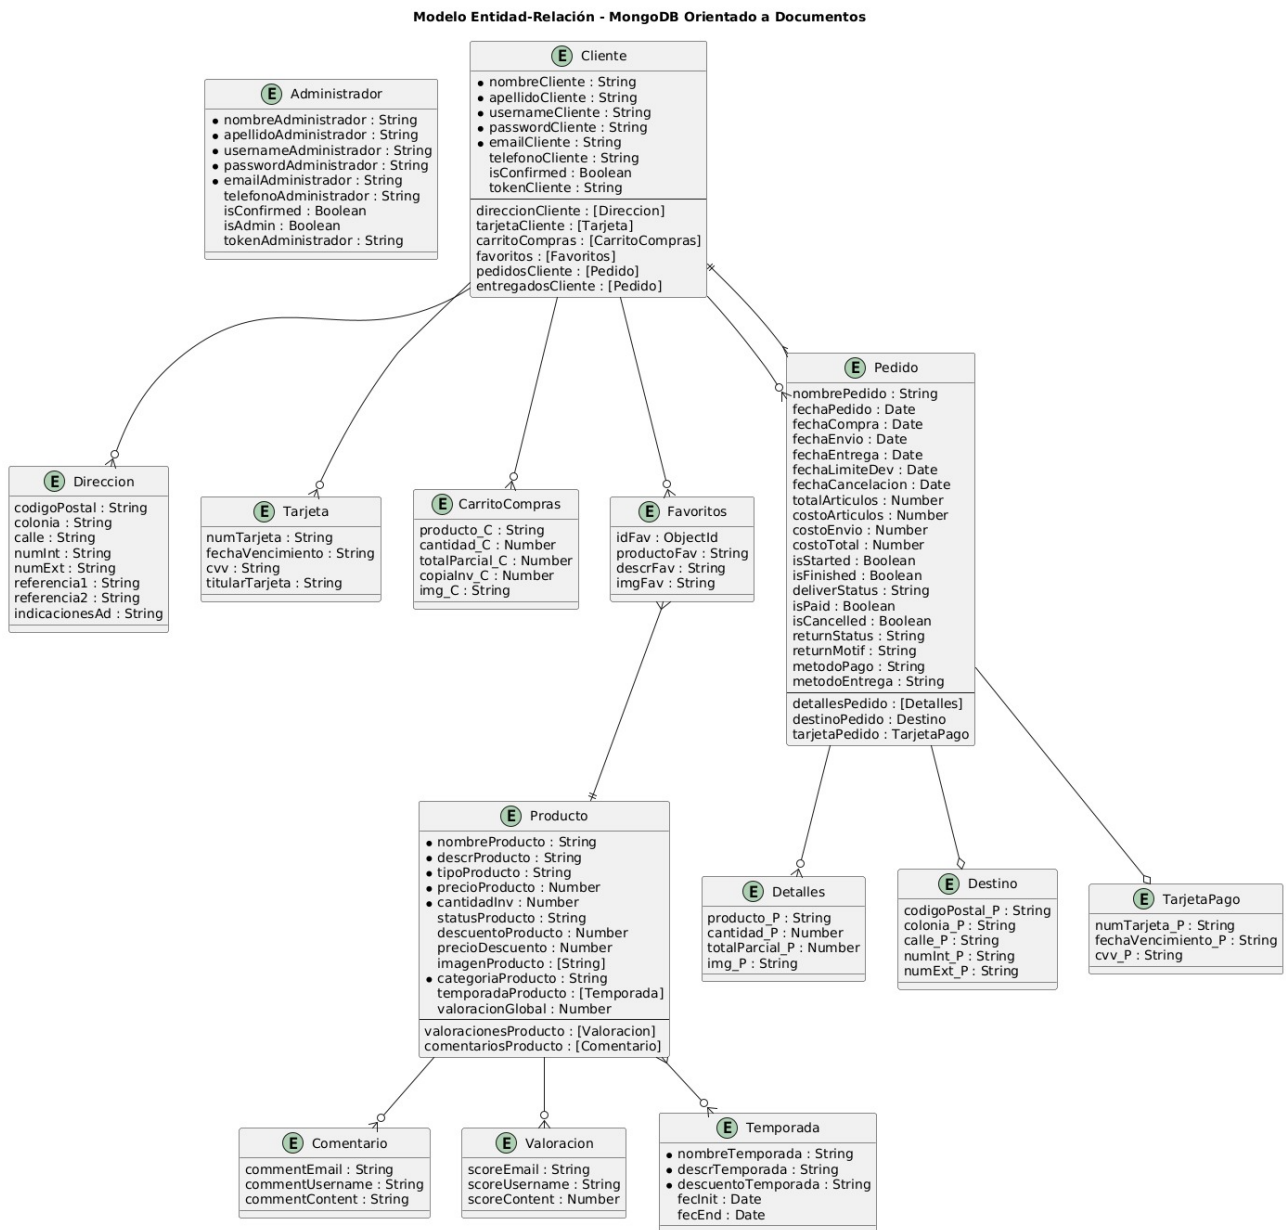 Modelo Entidad-Relación - MongoDB Orientado a Documentos
E Cliente
nombreCliente : String
apellidoCliente : String
usernameCliente : String
passwordCliente : String
emailCliente : String
telefonoCliente : String
isConfirmed : Boolean
tokenCliente : String
direccionCliente : [Direccion]
tarjetaCliente : [Tarjeta]
carritoCompras : [CarritoCompras]
favoritos : [Favoritos]
pedidosCliente : [Pedido]
entregadosCliente : [Pedido]
E Administrador
nombreAdministrador : String
apellidoAdministrador : String
usernameAdministrador : String
passwordAdministrador : String
emailAdministrador : String
telefonoAdministrador : String
isConfirmed : Boolean
isAdmin : Boolean
tokenAdministrador : String
E Pedido
nombrePedido : String
fechaPedido : Date
fechaCompra : Date
fechaEnvio : Date
fechaEntrega : Date
fechaLimiteDev : Date
fechaCancelacion : Date
totalArticulos : Number
costoArticulos : Number
costoEnvio : Number
costoTotal : Number
isStarted : Boolean
isFinished : Boolean
deliverStatus : String
isPaid : Boolean
isCancelled : Boolean
returnStatus : String
returnMotif : String
metodoPago : String
metodoEntrega : String
detallesPedido : [Detalles]
destinoPedido : Destino
tarjetaPedido : TarjetaPago
E Direccion
codigoPostal : String
colonia : String
calle : String
numInt : String
numExt : String
referencia1 : String
referencia2 : String
indicacionesAd : String
E Tarjeta
numTarjeta : String
fechaVencimiento : String
cvv : String
titularTarjeta : String
E CarritoCompras
producto_C : String
cantidad_C : Number
totalParcial_C : Number
copiaInv_C : Number
img_C : String
E Favoritos
idFav : ObjectId
productoFav : String
descrFav : String
imgFav : String
E Producto
nombreProducto : String
descrProducto : String
tipoProducto : String
precioProducto : Number
cantidadInv : Number
statusProducto : String
descuentoProducto : Number
precioDescuento : Number
imagenProducto : [String]
categoriaProducto : String
temporadaProducto : [Temporada]
valoracionGlobal : Number
valoracionesProducto : [Valoracion]
comentariosProducto : [Comentario]
E Detalles
producto_P : String
cantidad_P : Number
totalParcial_P : Number
img_P : String
E Destino
codigoPostal_P : String
colonia_P : String
calle_P : String
numInt_P : String
numExt_P : String
E TarjetaPago
numTarjeta_P : String
fechaVencimiento_P : String
cvv_P : String
E Comentario
commentEmail : String
commentUsername : String
commentContent : String
E Valoracion
scoreEmail : String
scoreUsername : String
scoreContent : Number
E Temporada
nombreTemporada : String
descrTemporada : String
descuentoTemporada : String
fecInit : Date
fecEnd : Date